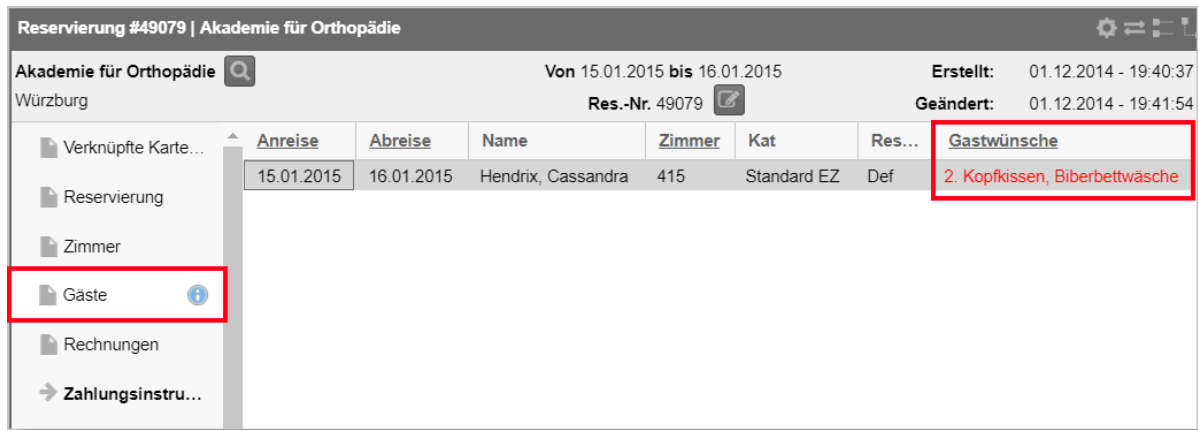 Reservierung #49079 | Akademie für Orthopädie
Akademie für Orthopädie
Würzburg
Von 15.01.2015 bis 16.01.2015
Res.-Nr. 49079
Erstellt: 01.12.2014 - 19:40:37
Geändert: 01.12.2014 - 19:41:54
Verknüpfte Karte...
Reservierung
Zimmer
Gäste
Rechnungen
Zahlungsinstru...
Anreise Abreise Name Zimmer Kat Res... Gastwünsche
15.01.2015 16.01.2015 Hendrix, Cassandra 415 Standard EZ Def 2. Kopfkissen, Biberbettwäsche